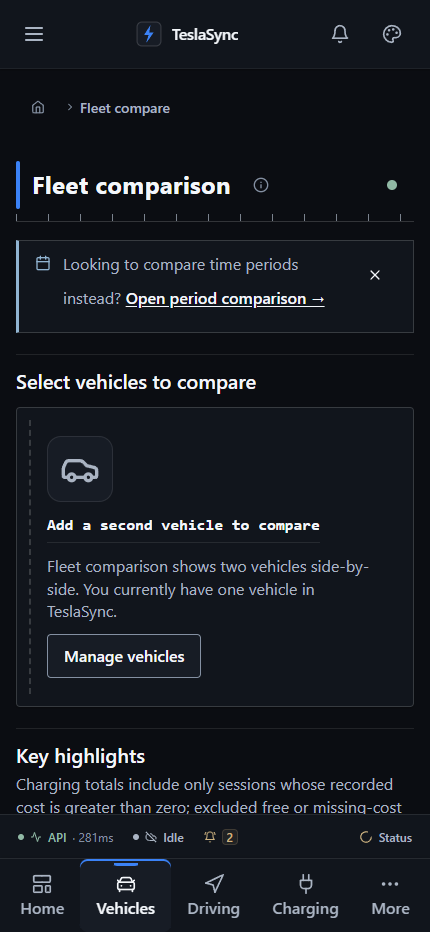 TeslaSync
Fleet compare
Fleet comparison
Looking to compare time periods
instead? Open period comparison →
Select vehicles to compare
Add a second vehicle to compare
Fleet comparison shows two vehicles side-by-
side. You currently have one vehicle in
TeslaSync.
Manage vehicles
Key highlights
Charging totals include only sessions whose recorded
cost is greater than zero; excluded free or missing-cost
API · 281ms Idle 2 Status
Home Vehicles Driving Charging More